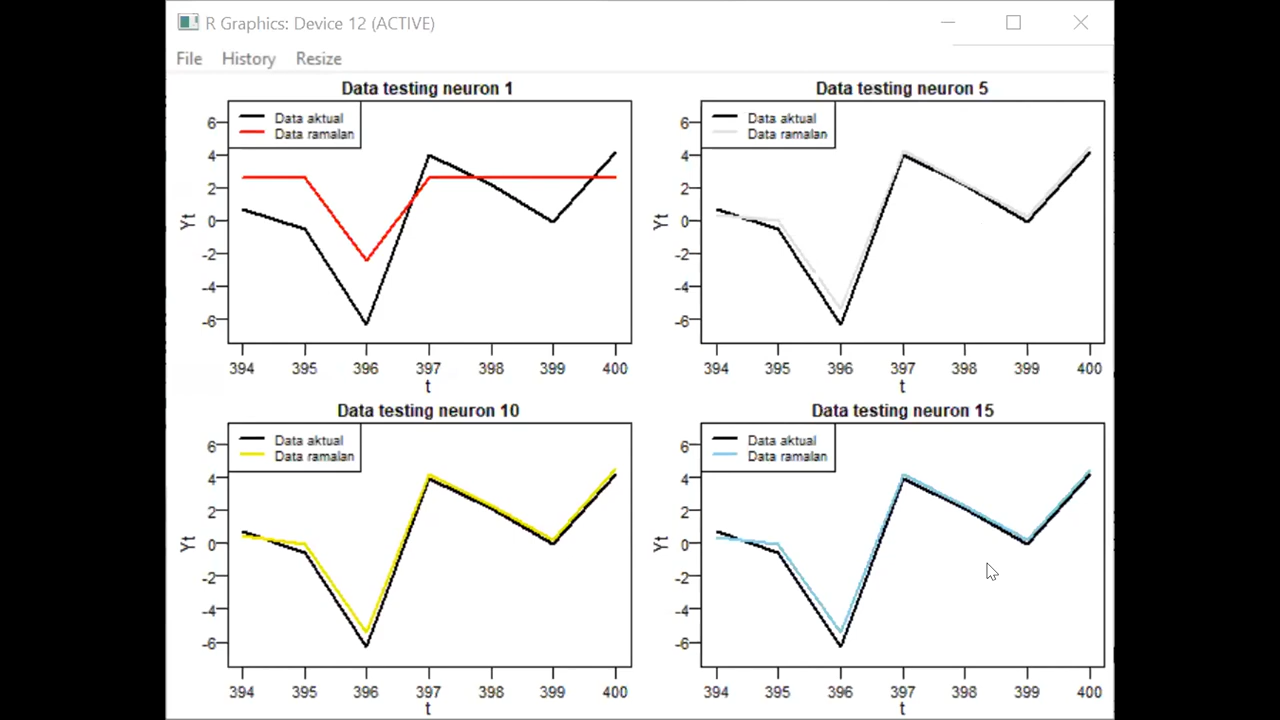 R Graphics: Device 12 (ACTIVE)
File History Resize
Data testing neuron 1
Data aktual
Data ramalan
6
4
2
0
-2
-4
-6
Yt
394 395 396 397 398 399 400
t
Data testing neuron 5
Data aktual
Data ramalan
6
4
2
0
-2
-4
-6
Yt
394 395 396 397 398 399 400
t
Data testing neuron 10
Data aktual
Data ramalan
6
4
2
0
-2
-4
-6
Yt
394 395 396 397 398 399 400
t
Data testing neuron 15
Data aktual
Data ramalan
6
4
2
0
-2
-4
-6
Yt
394 395 396 397 398 399 400
t